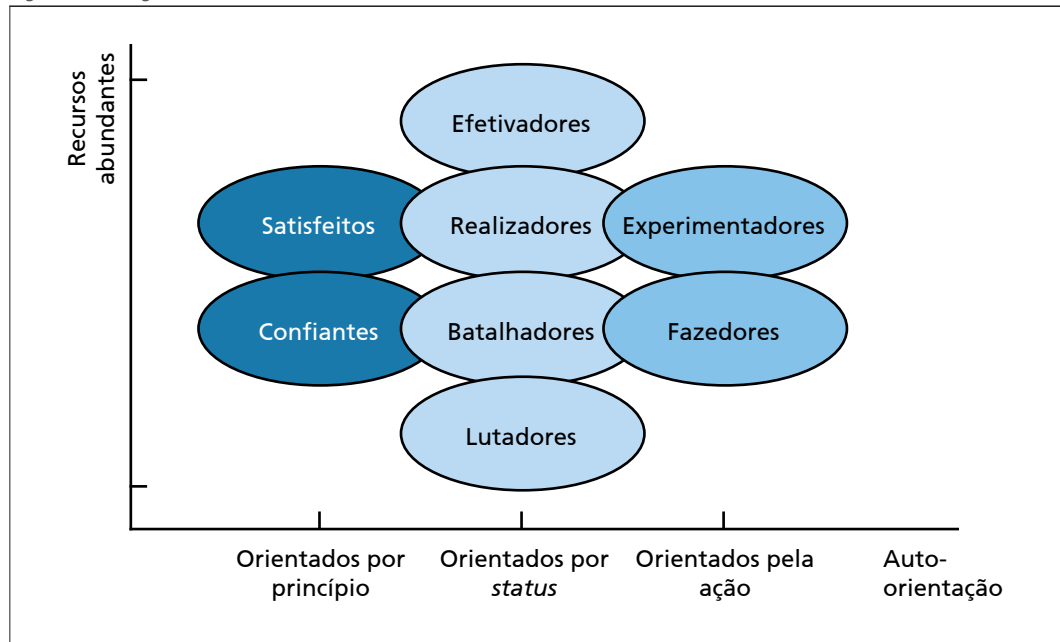 Recursos
abundantes
Efetivadores
Satisfeitos
Realizadores
Experimentadores
Confiantes
Batalhadores
Fazedores
Lutadores
Orientados por
princípio
Orientados por
status
Orientados pela
ação
Auto-
orientação